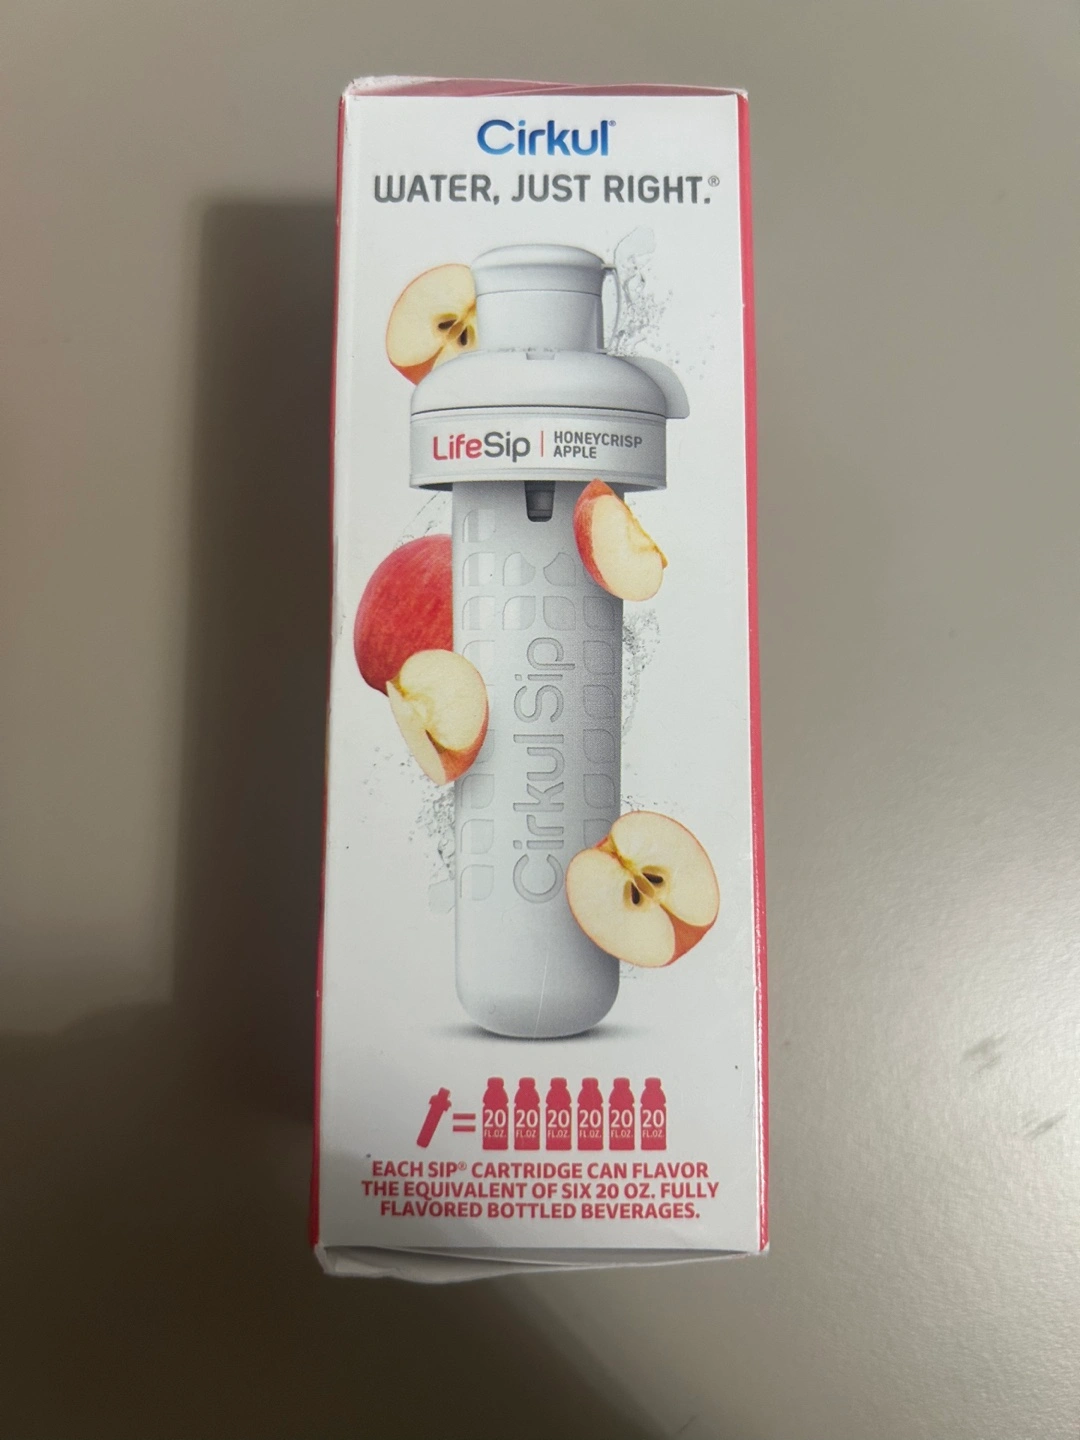 Cirkul®
WATER, JUST RIGHT.®
LifeSip | HONEYCRISP
APPLE
Cirkul Sip
= 20 20 20 20 20 20
FL.OZ. FL.OZ. FL.OZ. FL.OZ. FL.OZ. FL.OZ.
EACH SIP® CARTRIDGE CAN FLAVOR
THE EQUIVALENT OF SIX 20 OZ. FULLY
FLAVORED BOTTLED BEVERAGES.